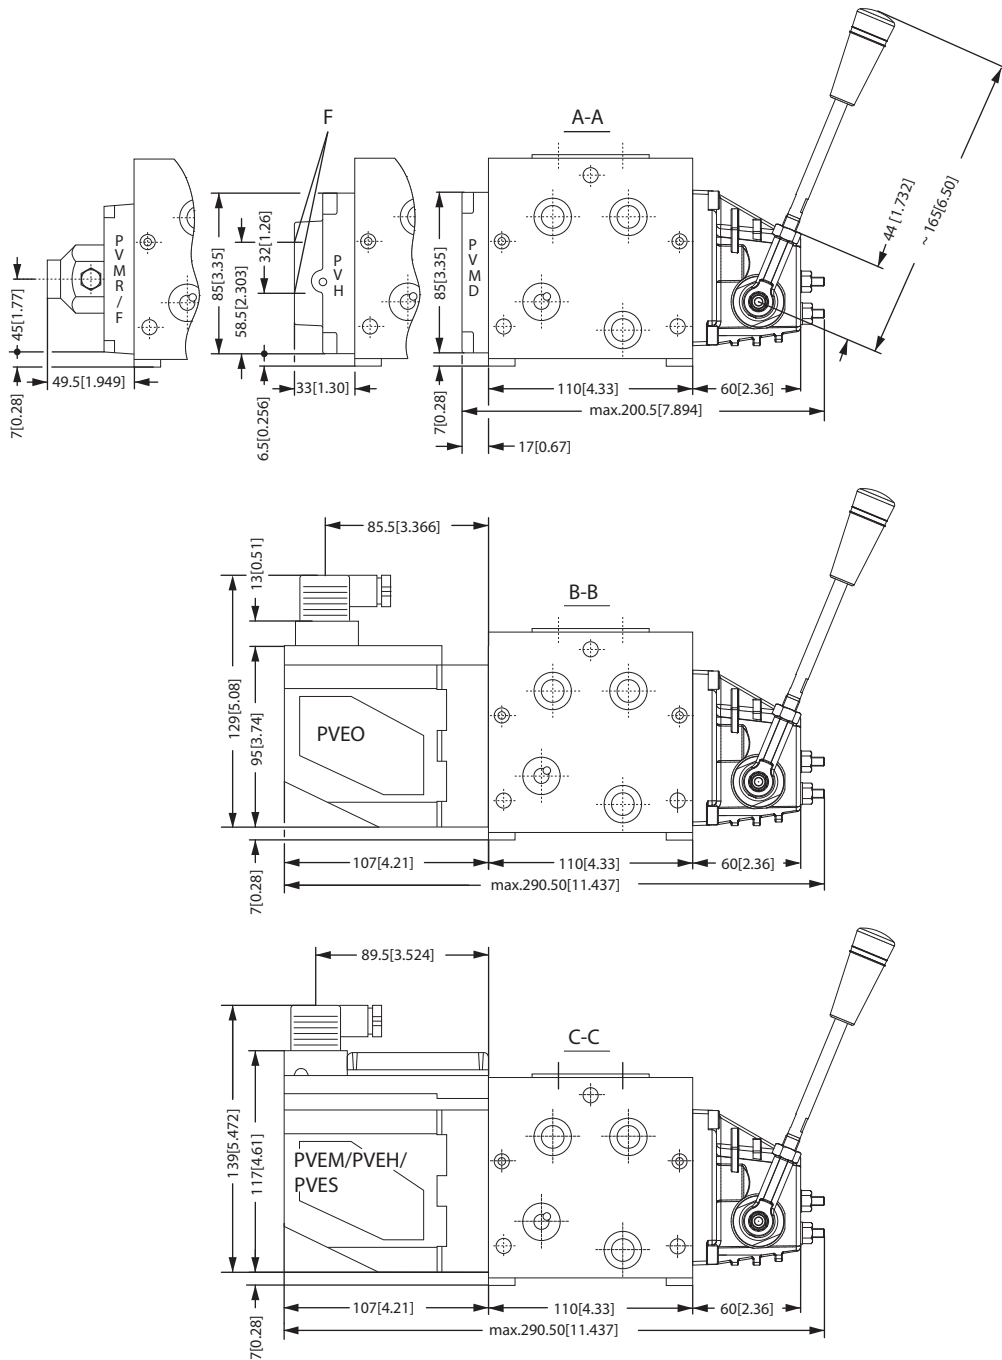 F
A-A
PVMR/F
PVH
PVMD
45[1.77]
7[0.28]
49.5[1.949]
85[3.35]
58.5[2.303]
32[1.26]
6.5[0.256]
33[1.30]
85[3.35]
7[0.28]
17[0.67]
110[4.33]
60[2.36]
max.200.5[7.894]
44 [1.732]
~ 165[6.50]
B-B
85.5[3.366]
13[0.51]
129[5.08]
95[3.74]
PVEO
7[0.28]
107[4.21]
110[4.33]
60[2.36]
max.290.50[11.437]
C-C
89.5[3.524]
139[5.472]
117[4.61]
PVEM/PVEH/
PVES
7[0.28]
107[4.21]
110[4.33]
60[2.36]
max.290.50[11.437]